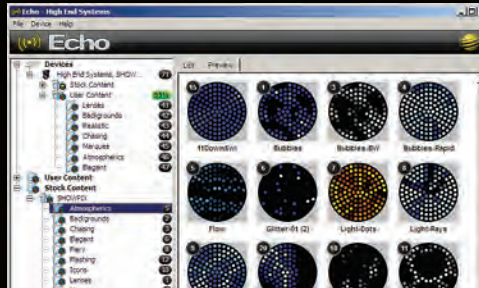 Echo - High End Systems
File Device Help
Echo
Devices
High End Systems, SHOW...
Stock Content
User Content
Lenses
Backgrounds
Realistic
Chasing
Marquee
Atmospherics
Elegant
User Content
Stock Content
SHOWPIX
Atmospherics
Backgrounds
Chasing
Elegant
Fiery
Flashing
Icons
Lenses
List Preview
Bubbles
Bubbles-BW
Bubbles-Rapid
Flow
Glitter-01 (2)
Light-Dots
Light-Rays